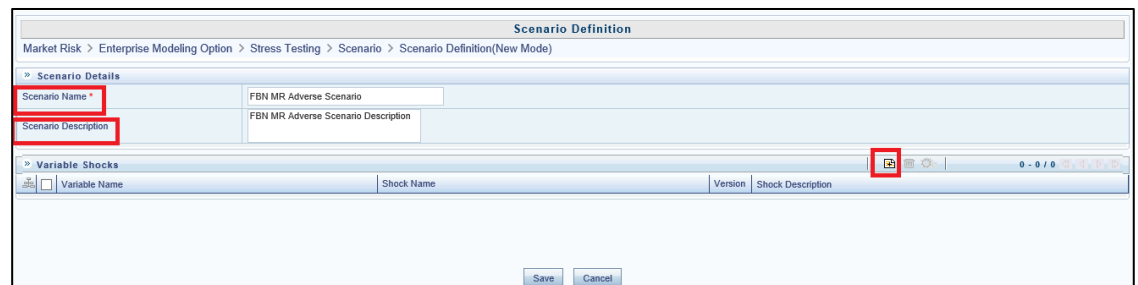 Scenario Definition
Market Risk > Enterprise Modeling Option > Stress Testing > Scenario > Scenario Definition(New Mode)
» Scenario Details
Scenario Name * FBN MR Adverse Scenario
Scenario Description FBN MR Adverse Scenario Description
» Variable Shocks 0 - 0 / 0
Variable Name Shock Name Version Shock Description
Save Cancel